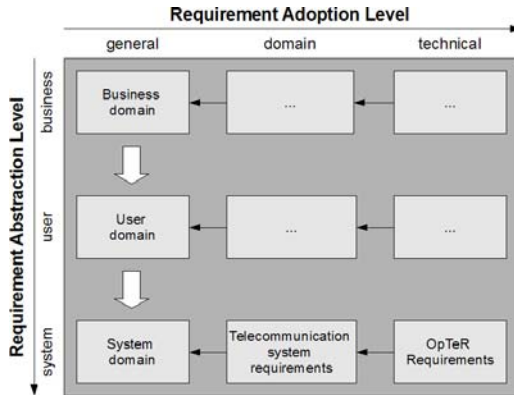 Requirement Adoption Level
general domain technical
Requirement Abstraction Level
business
Business
domain
...
...
user
User
domain
...
...
system
System
domain
Telecommunication
system
requirements
OpTeR
Requirements